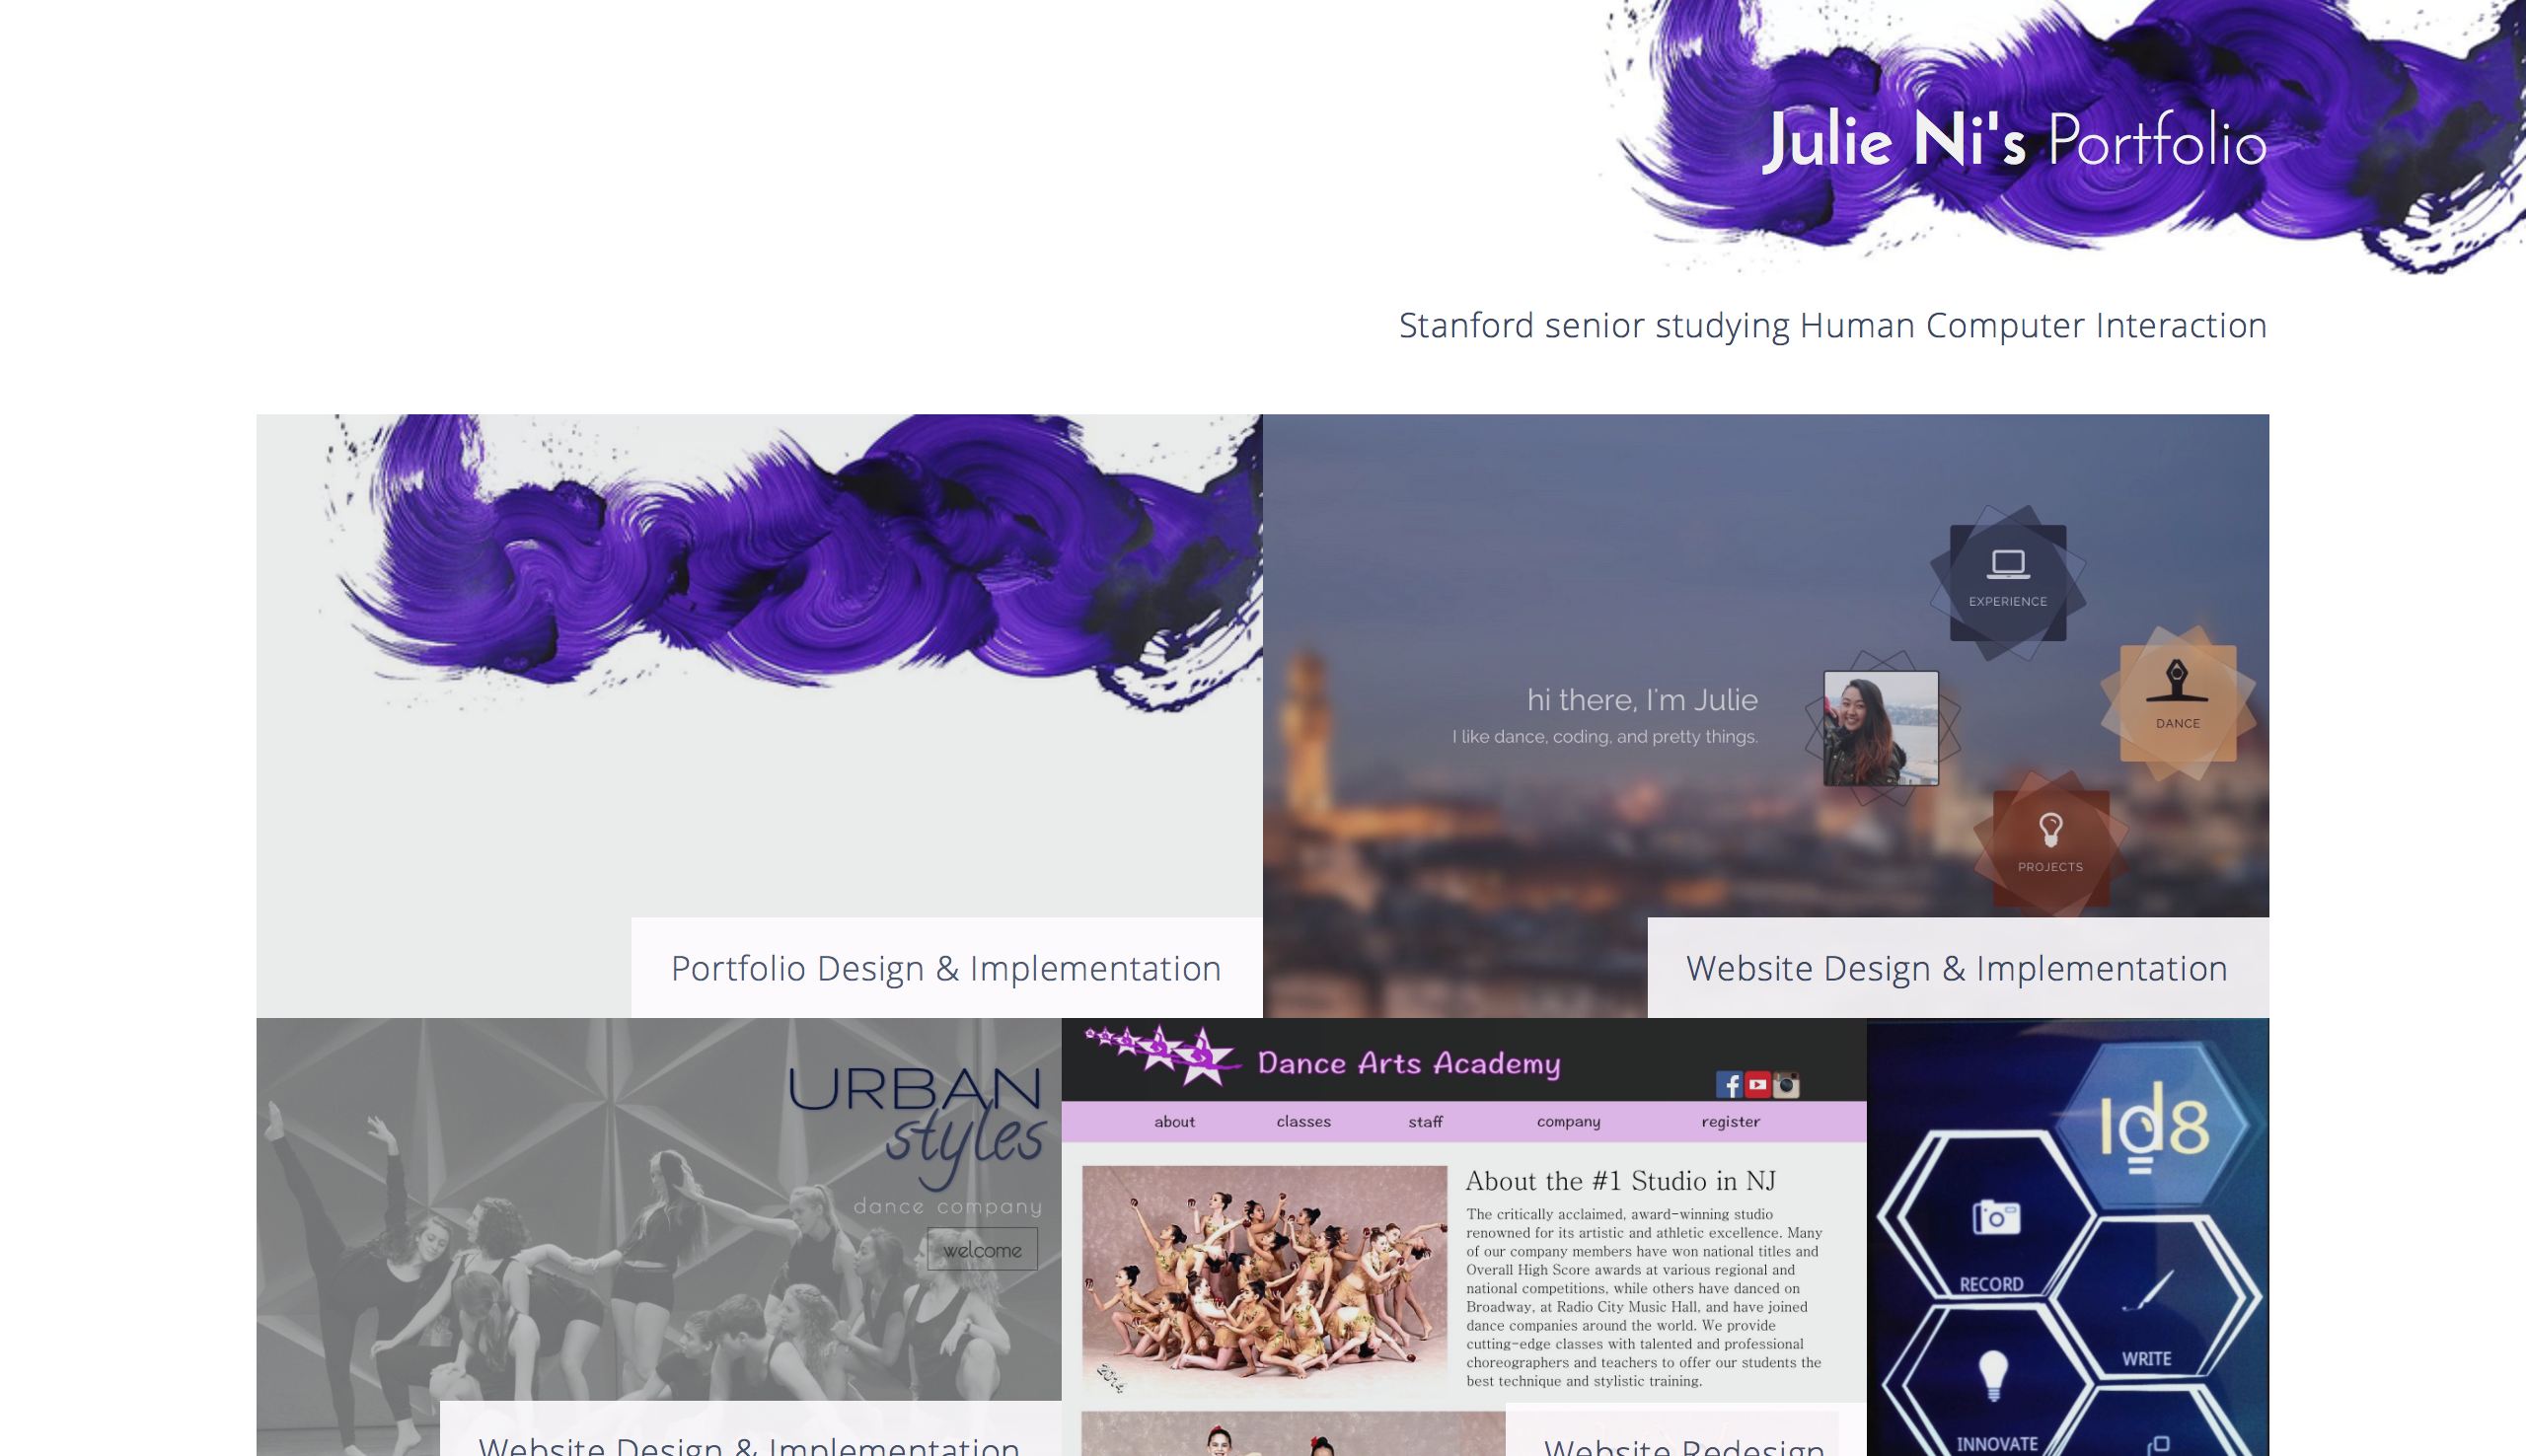 Julie Ni's Portfolio
Stanford senior studying Human Computer Interaction
Portfolio Design & Implementation
EXPERIENCE
DANCE
hi there, I'm Julie
I like dance, coding, and pretty things.
PROJECTS
Website Design & Implementation
URBAN
styles
dance company
welcome
Website Design & Implementation
Dance Arts Academy
about classes staff company register
About the #1 Studio in NJ
The critically acclaimed, award-winning studio
renowned for its artistic and athletic excellence. Many
of our company members have won national titles and
Overall High Score awards at various regional and
national competitions, while others have danced on
Broadway, at Radio City Music Hall, and have joined
dance companies around the world. We provide
cutting-edge classes with talented and professional
choreographers and teachers to offer our students the
best technique and stylistic training.
2014
Website Redesign
Id8
RECORD
WRITE
INNOVATE